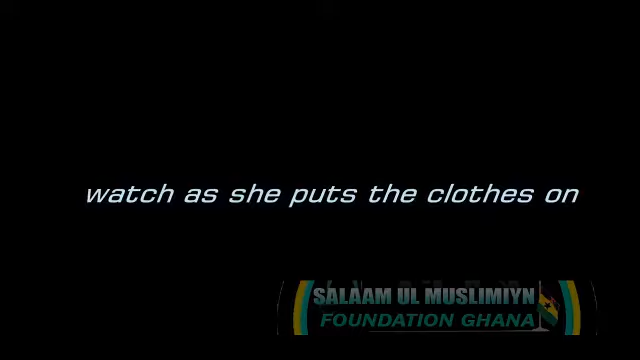 watch as she puts the clothes on
SALAAM UL MUSLIMIYN
FOUNDATION GHANA